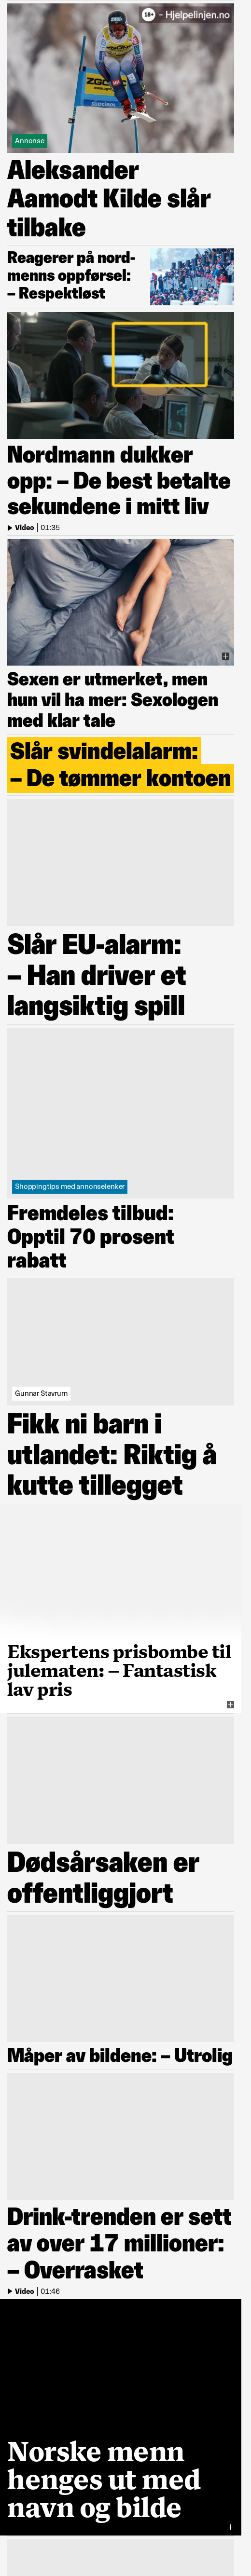 18+ - Hjelpelinjen.no
Annonse
Aleksander
Aamodt Kilde slår
tilbake
Reagerer på nord-
menns oppførsel:
– Respektløst
Nordmann dukker
opp: – De best betalte
sekundene i mitt liv
Video | 01:35
Sexen er utmerket, men
hun vil ha mer: Sexologen
med klar tale
Slår svindelalarm:
– De tømmer kontoen
Slår EU-alarm:
– Han driver et
langsiktig spill
Shoppingtips med annonselenker
Fremdeles tilbud:
Opptil 70 prosent
rabatt
Gunnar Stavrum
Fikk ni barn i
utlandet: Riktig å
kutte tillegget
Ekspertens prisbombe til
julematen: – Fantastisk
lav pris
Dødsårsaken er
offentliggjort
Måper av bildene: – Utrolig
Drink-trenden er sett
av over 17 millioner:
– Overrasket
Video | 01:46
Norske menn
henges ut med
navn og bilde